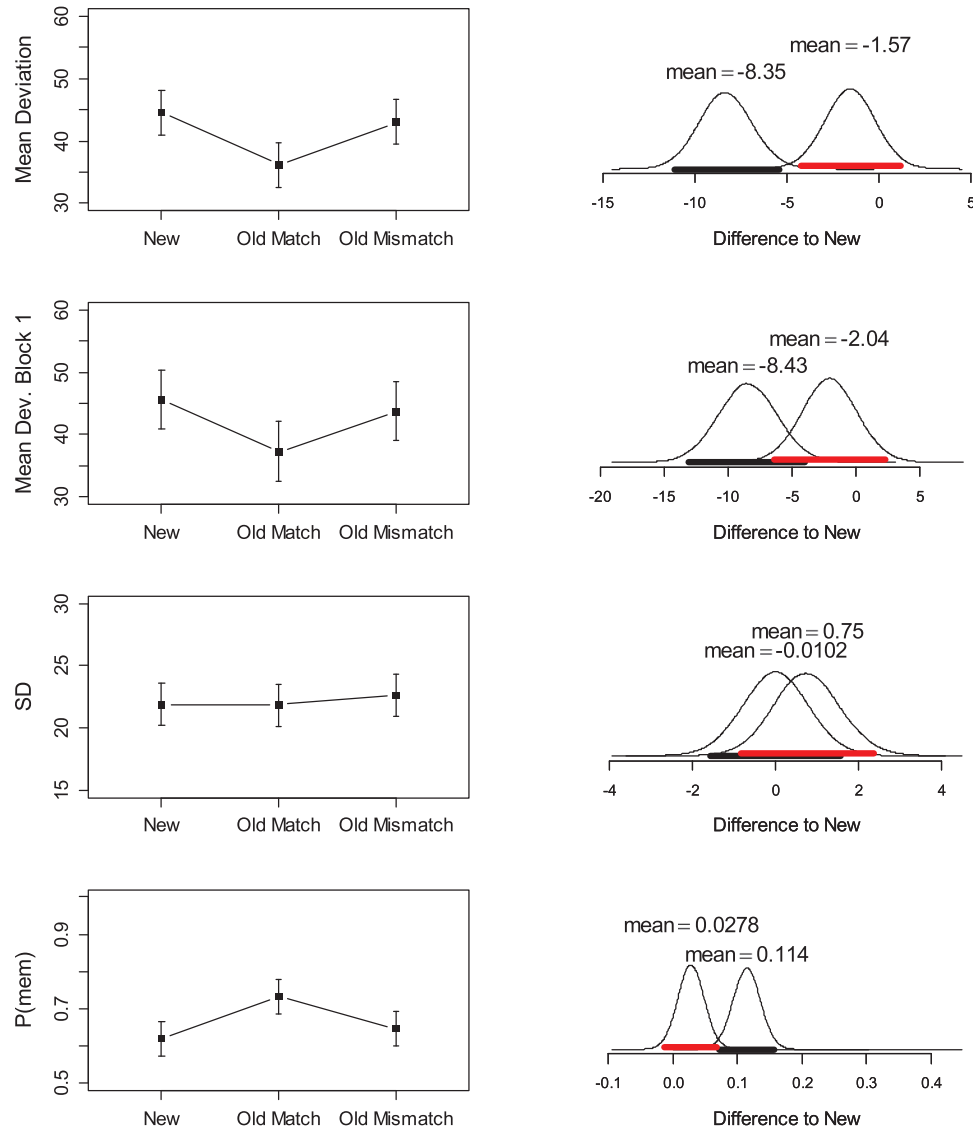 Mean Deviation
60
50
40
30
New Old Match Old Mismatch
mean = -1.57
mean = -8.35
-15 -10 -5 0 5
Difference to New
Mean Dev. Block 1
60
50
40
30
New Old Match Old Mismatch
mean = -2.04
mean = -8.43
-20 -15 -10 -5 0 5
Difference to New
SD
30
25
20
15
New Old Match Old Mismatch
mean = 0.75
mean = -0.0102
-4 -2 0 2 4
Difference to New
P(mem)
0.9
0.7
0.5
New Old Match Old Mismatch
mean = 0.0278
mean = 0.114
-0.1 0.0 0.1 0.2 0.3 0.4
Difference to New